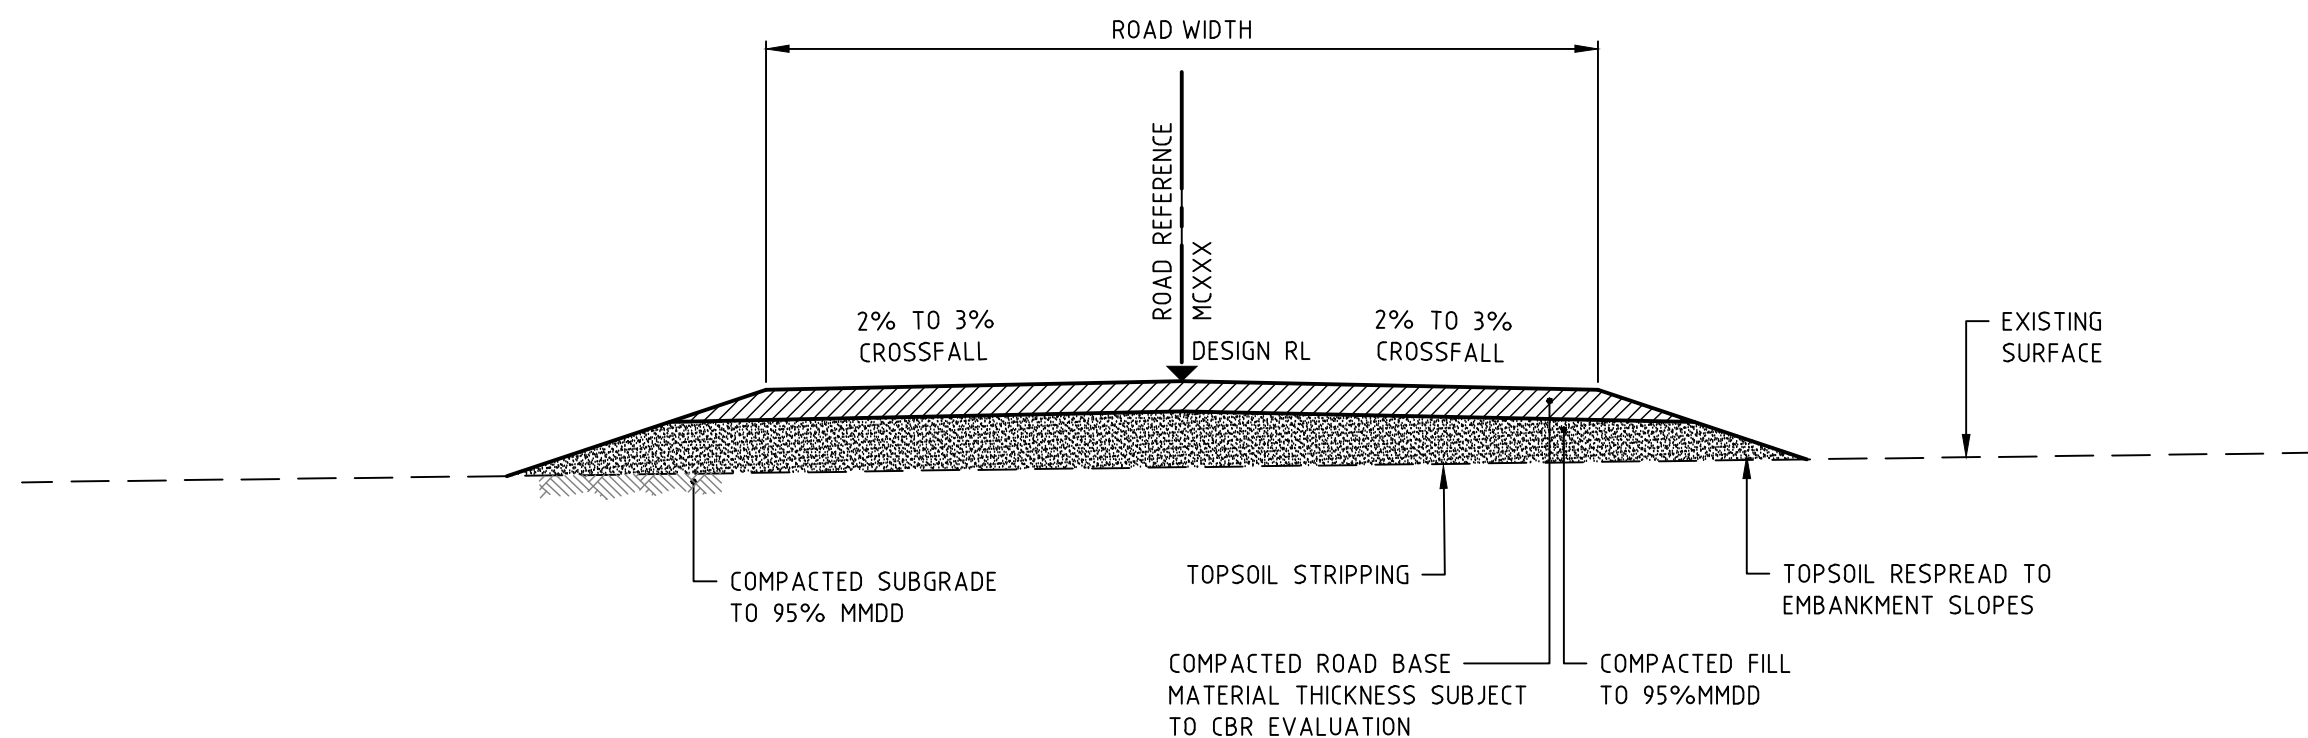 ROAD WIDTH
ROAD REFERENCE
MCXXX
2% TO 3%
CROSSFALL
DESIGN RL
2% TO 3%
CROSSFALL
EXISTING
SURFACE
COMPACTED SUBGRADE
TO 95% MMDD
TOPSOIL STRIPPING
TOPSOIL RESPREAD TO
EMBANKMENT SLOPES
COMPACTED ROAD BASE
MATERIAL THICKNESS SUBJECT
TO CBR EVALUATION
COMPACTED FILL
TO 95%MMDD